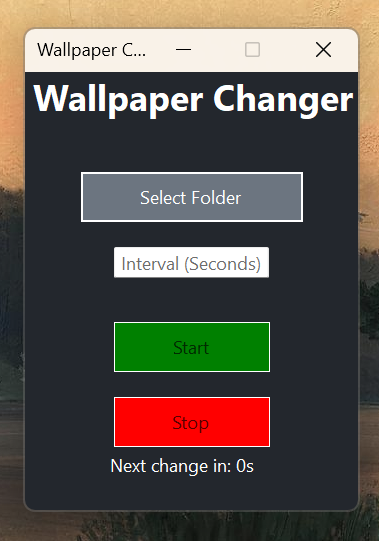 Wallpaper C...
Wallpaper Changer
Select Folder
Interval (Seconds)
Start
Stop
Next change in: 0s